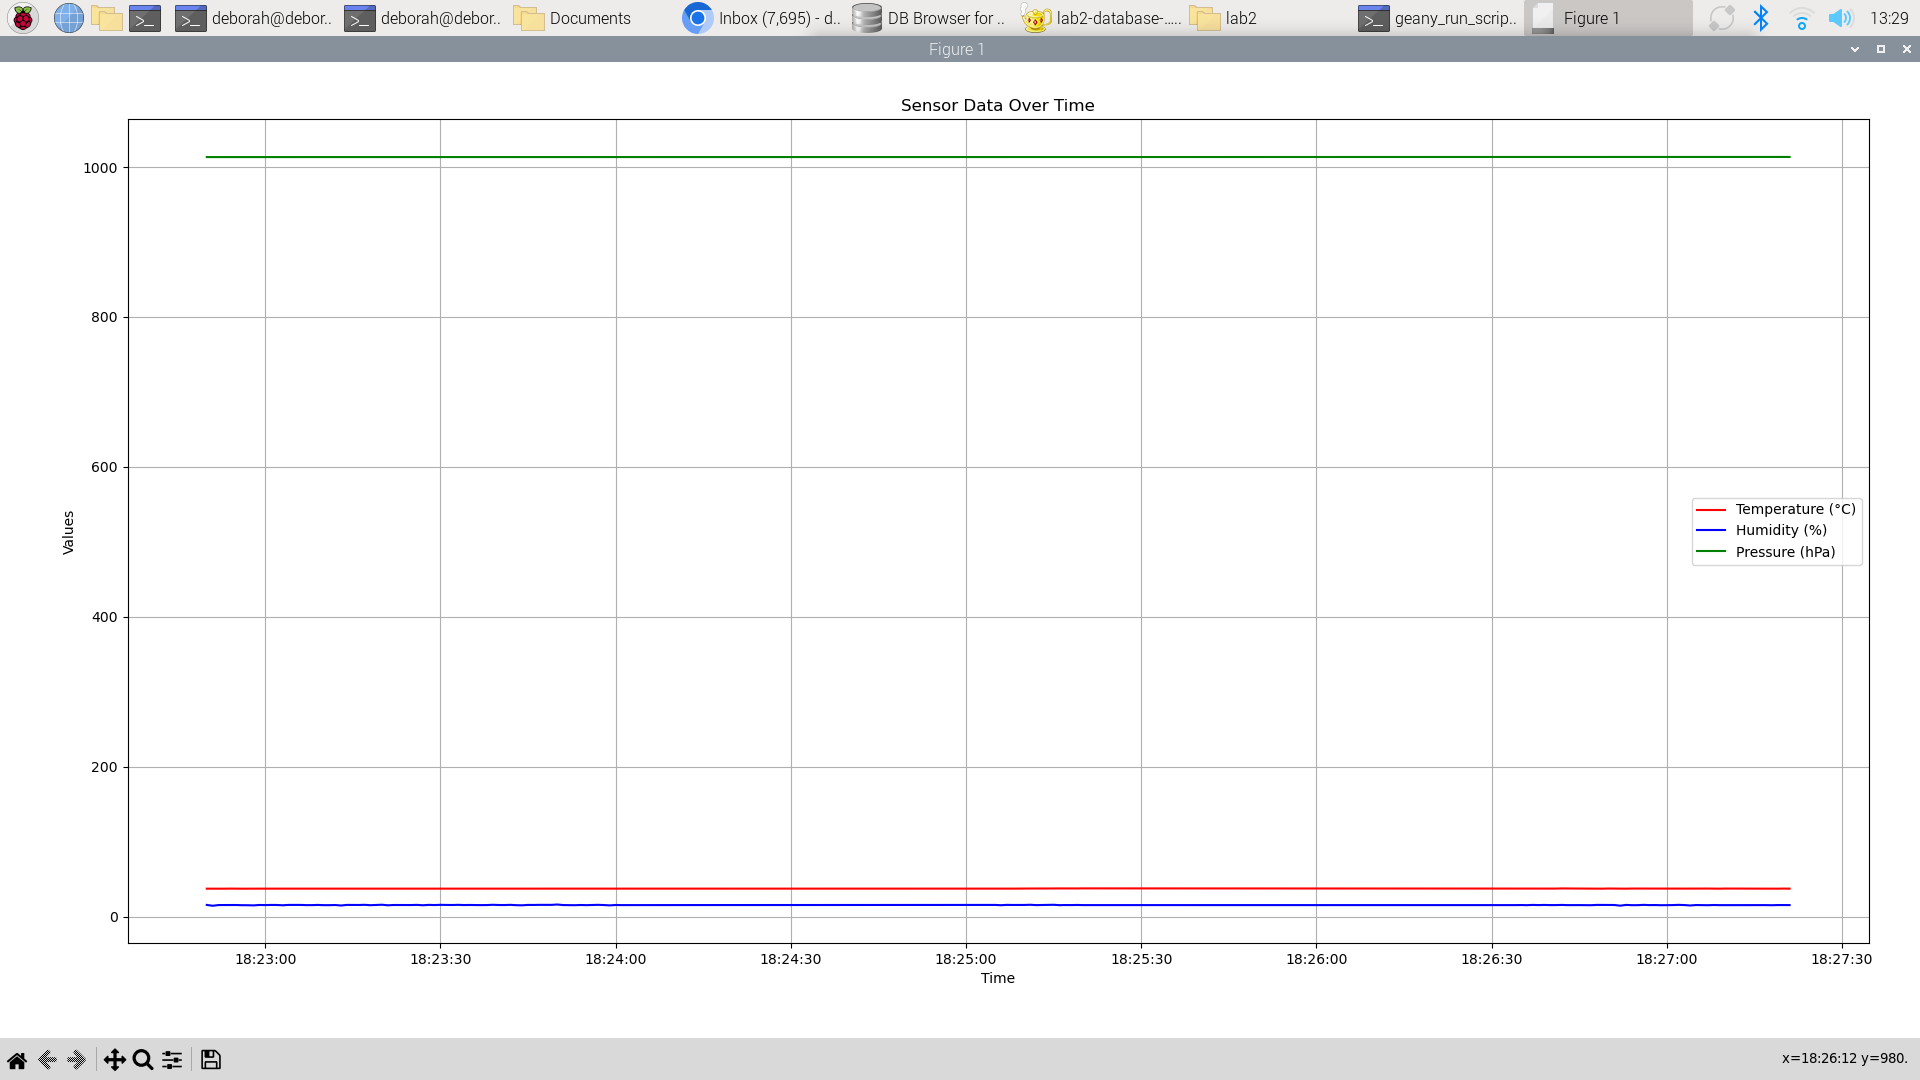 deborah@debor.. deborah@debor.. Documents Inbox (7,695) - d.. DB Browser for .. lab2-database-..... lab2 geany_run_scrip.. Figure 1 13:29
Figure 1
Sensor Data Over Time
1000
800
600
400
200
0
Values
Temperature (°C)
Humidity (%)
Pressure (hPa)
18:23:00 18:23:30 18:24:00 18:24:30 18:25:00 18:25:30 18:26:00 18:26:30 18:27:00 18:27:30
Time
x=18:26:12 y=980.